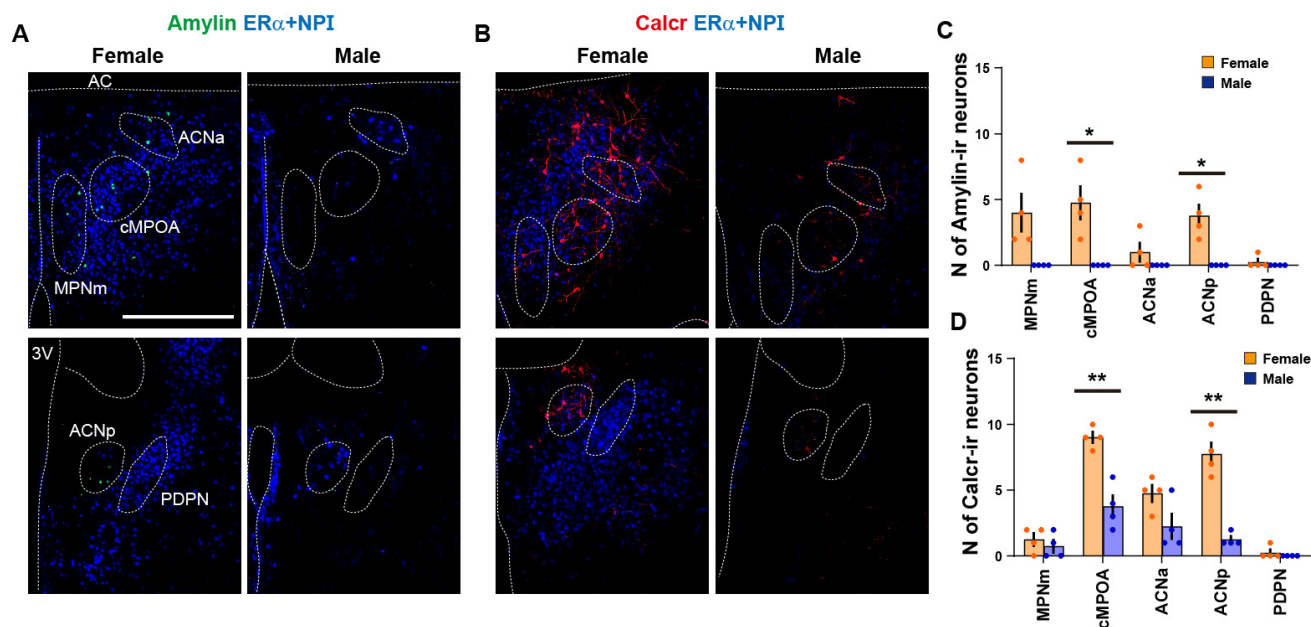 A
Amylin ERα+NPI
Female
Male
AC
ACNa
cMPOA
MPNm
3V
ACNp
PDPN
B
Calcr ERα+NPI
Female
Male
C
Female
Male
N of Amylin-ir neurons
15
10
5
0
*
*
MPNm
cMPOA
ACNa
ACNp
PDPN
D
Female
Male
N of Calcr-ir neurons
15
10
5
0
**
**
MPNm
cMPOA
ACNa
ACNp
PDPN